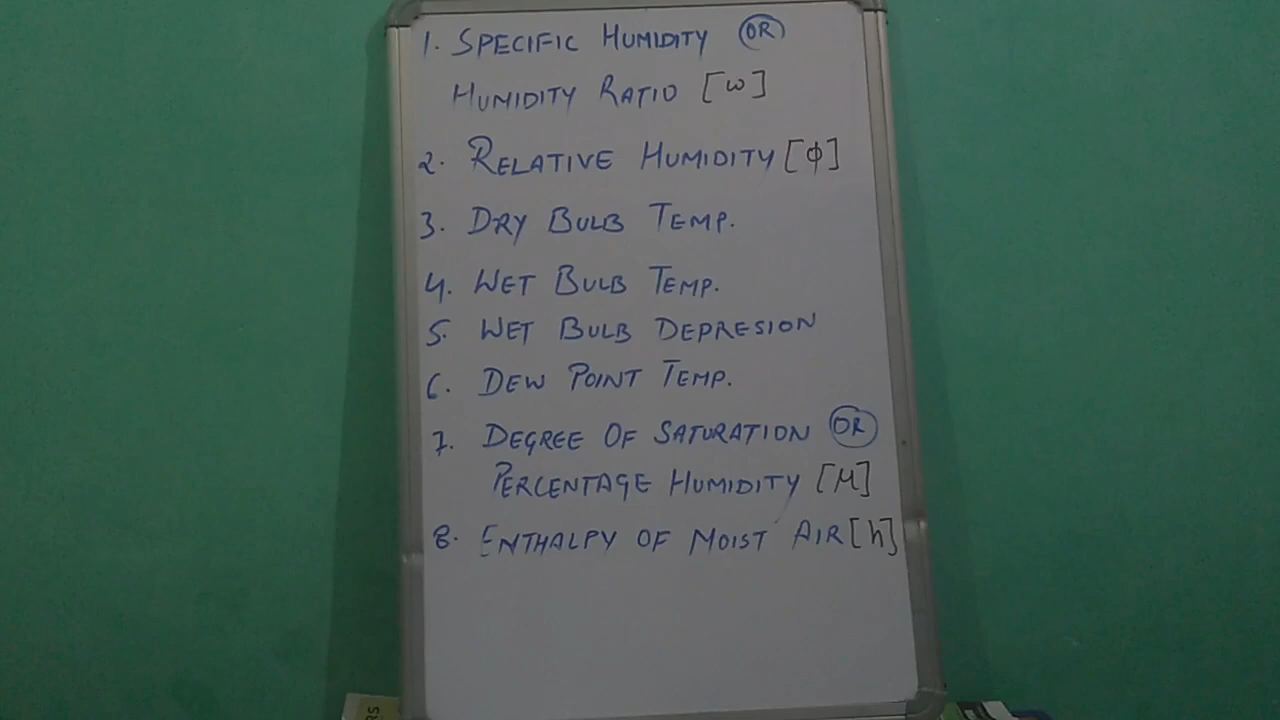 1. SPECIFIC HUMIDITY OR
HUMIDITY RATIO [ω]
2. RELATIVE HUMIDITY [ϕ]
3. DRY BULB TEMP.
4. WET BULB TEMP.
5. WET BULB DEPRESION
6. DEW POINT TEMP.
7. DEGREE OF SATURATION OR
PERCENTAGE HUMIDITY [μ]
8. ENTHALPY OF MOIST AIR [h]